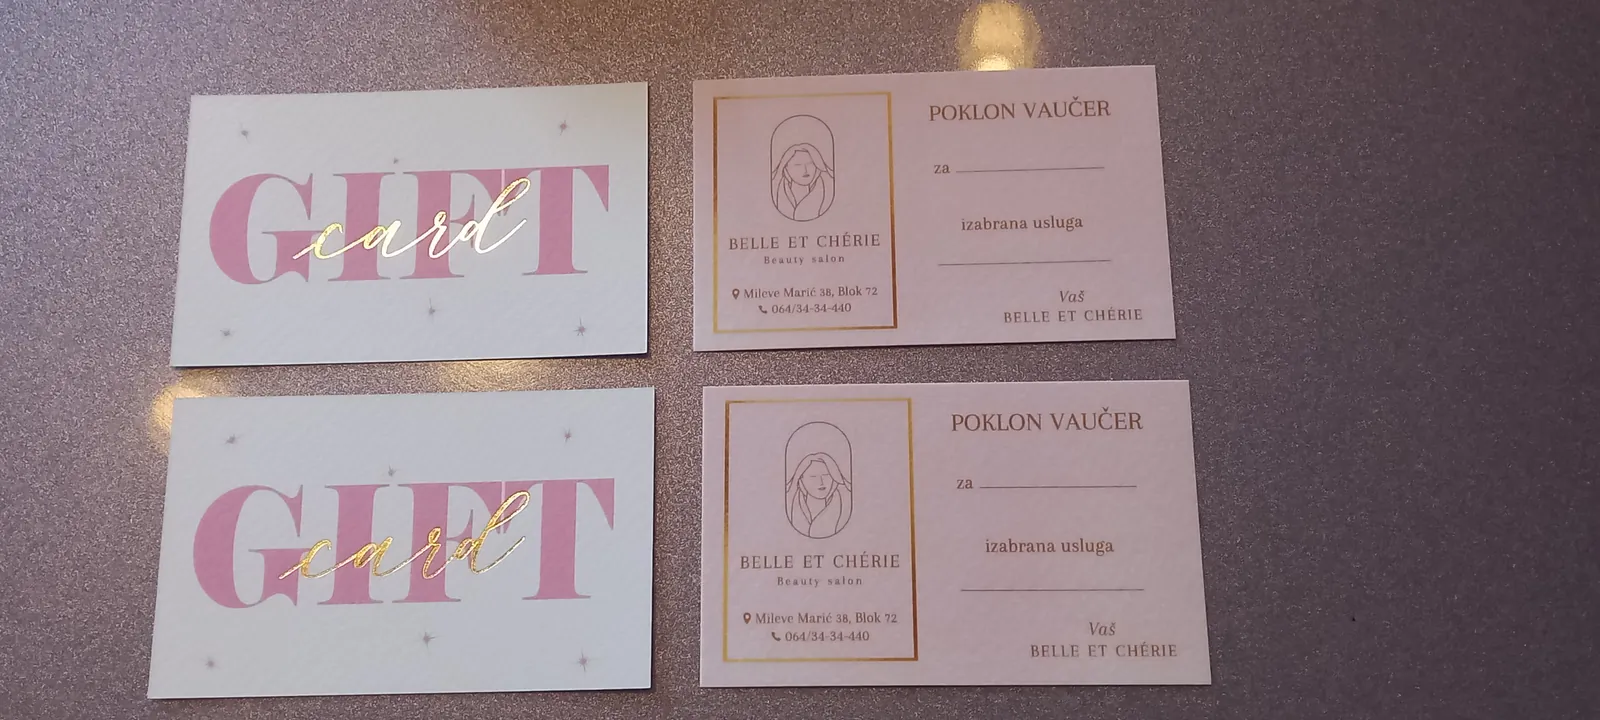 GIFT
card
BELLE ET CHÉRIE
Beauty salon
Mileve Marić 38, Blok 72
064/34-34-440
POKLON VAUČER
za
izabrana usluga
Vaš
BELLE ET CHÉRIE
GIFT
card
BELLE ET CHÉRIE
Beauty salon
Mileve Marić 38, Blok 72
064/34-34-440
POKLON VAUČER
za
izabrana usluga
Vaš
BELLE ET CHÉRIE